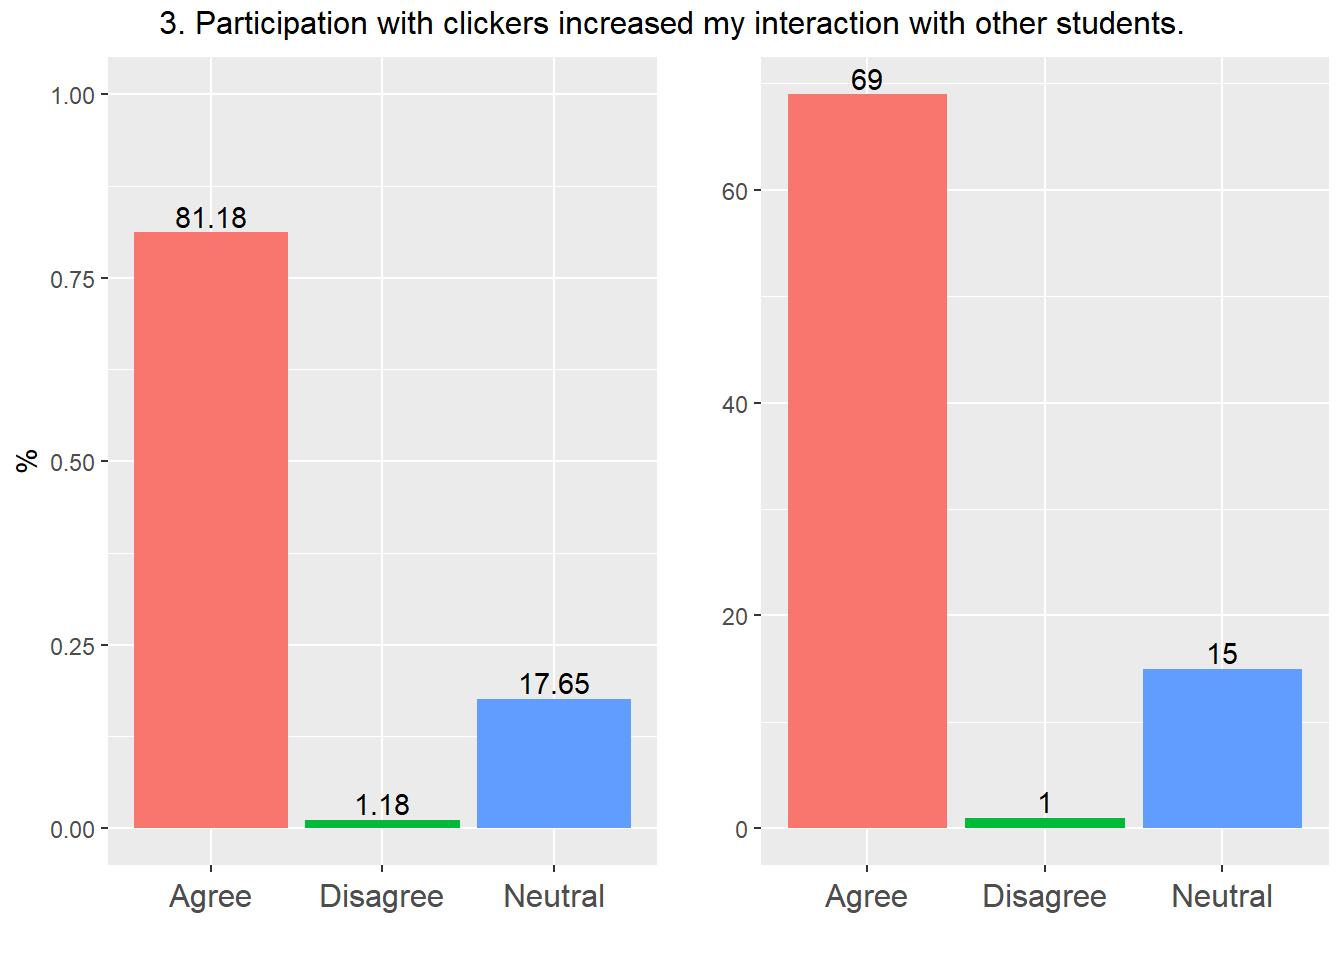 3. Participation with clickers increased my interaction with other students.
%
1.00
0.75
0.50
0.25
0.00
81.18
1.18
17.65
Agree
Disagree
Neutral
60
40
20
0
69
1
15
Agree
Disagree
Neutral